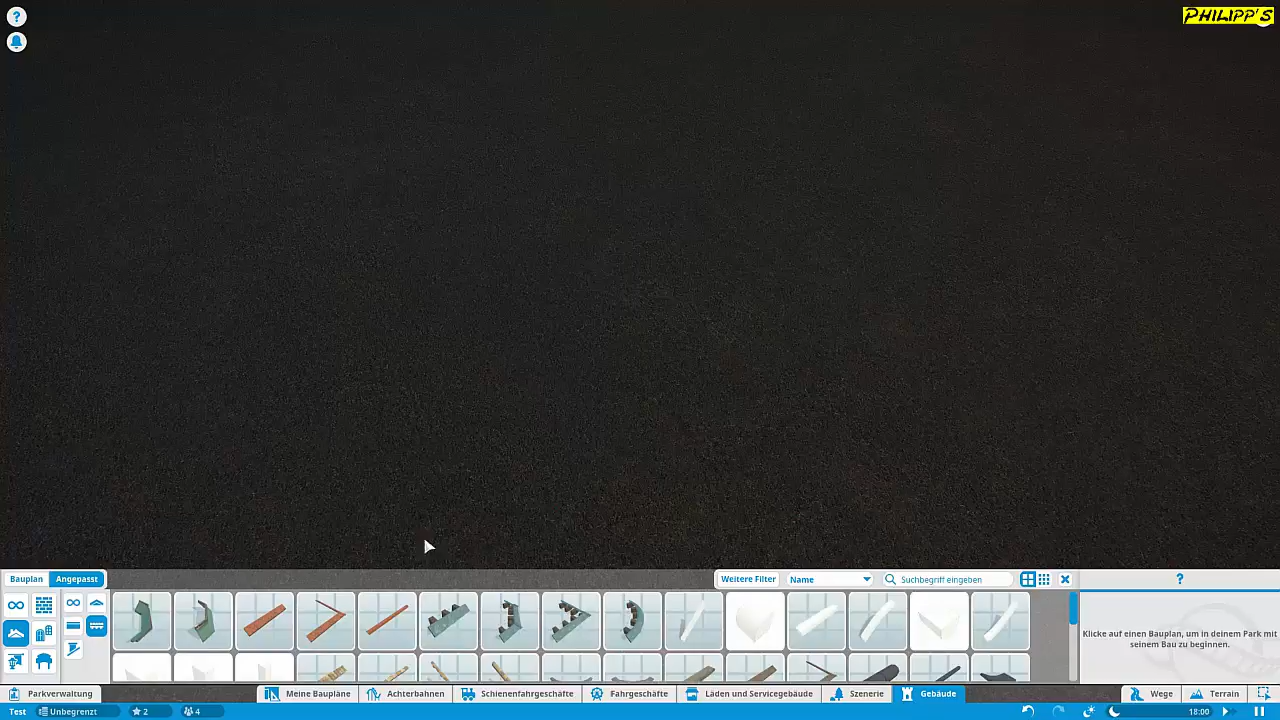 ?
PHILIPP'S
Bauplan
Angepasst
Weitere Filter
Name
Suchbegriff eingeben
?
Klicke auf einen Bauplan, um in deinem Park mit
seinem Bau zu beginnen.
Parkverwaltung
Meine Baupläne
Achterbahnen
Schienenfahrgeschäfte
Fahrgeschäfte
Läden und Servicegebäude
Szenerie
Gebäude
Wege
Terrain
Test
Unbegrenzt
2
4
18:00